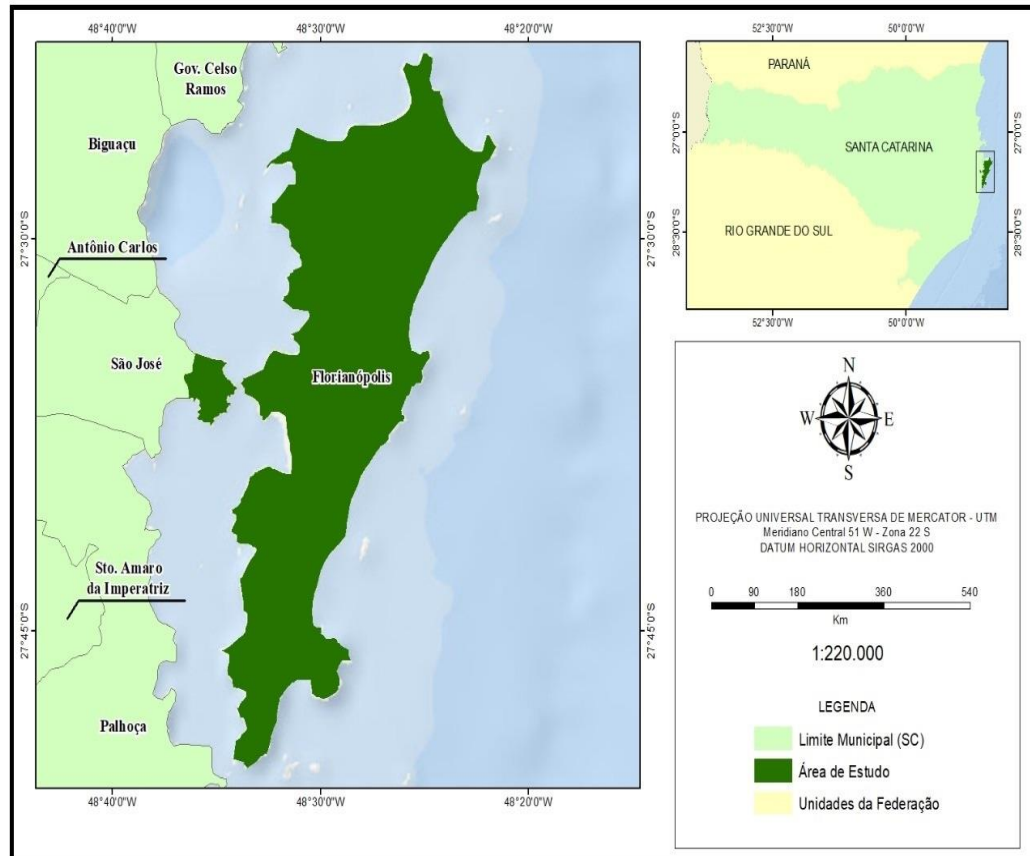 48°40'0"W 48°30'0"W 48°20'0"W
Gov. Celso
Ramos
Biguaçu
27°30'0"S
27°30'0"S
Antônio Carlos
São José
Florianópolis
Sto. Amaro
da Imperatriz
27°45'0"S
27°45'0"S
Palhoça
48°40'0"W 48°30'0"W 48°20'0"W
52°30'0"W 50°0'0"W
PARANÁ
27°0'0"S
27°0'0"S
SANTA CATARINA
RIO GRANDE DO SUL
28°30'0"S
28°30'0"S
52°30'0"W 50°0'0"W
N
W E
S
PROJEÇÃO UNIVERSAL TRANSVERSA DE MERCATOR - UTM
Meridiano Central 51 W - Zona 22 S
DATUM HORIZONTAL SIRGAS 2000
0 90 180 360 540
Km
1:220.000
LEGENDA
Limite Municipal (SC)
Área de Estudo
Unidades da Federação